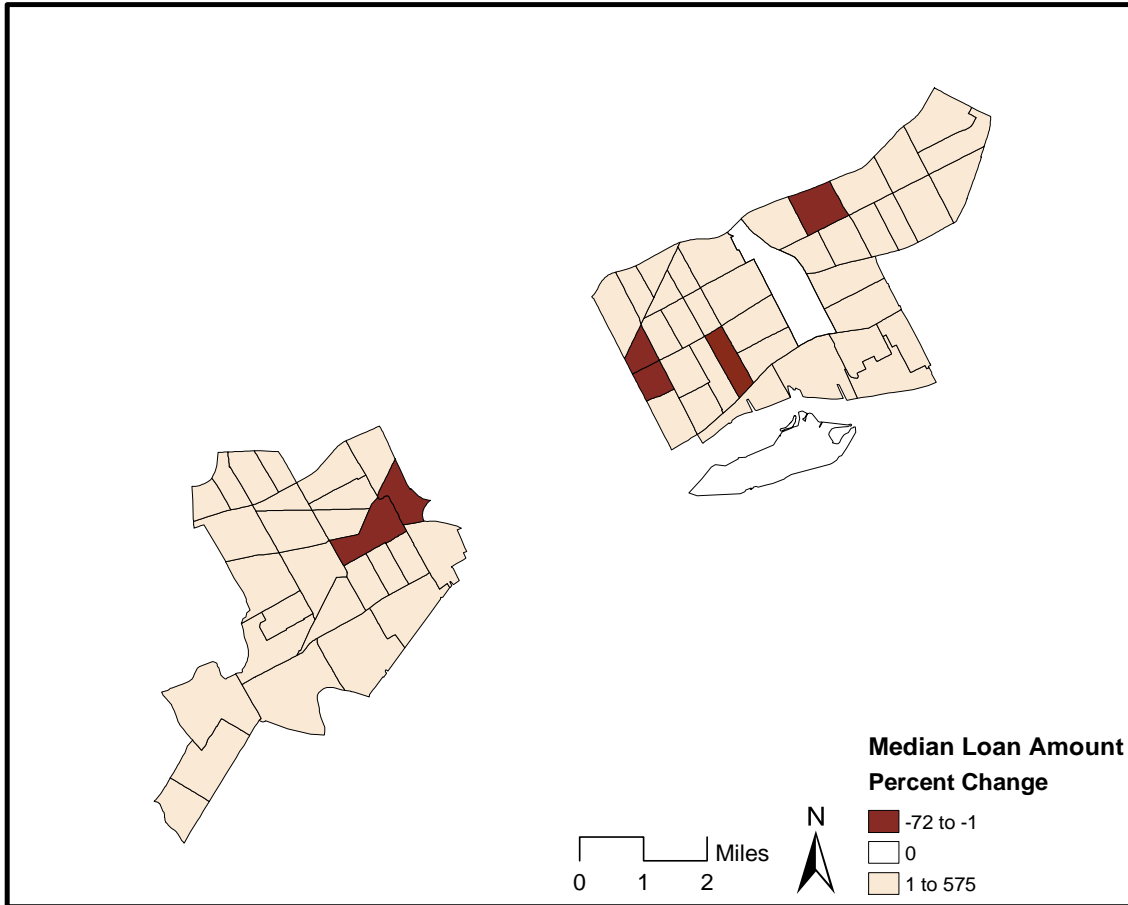 Median Loan Amount
Percent Change
-72 to -1
0
1 to 575
N
Miles
0 1 2